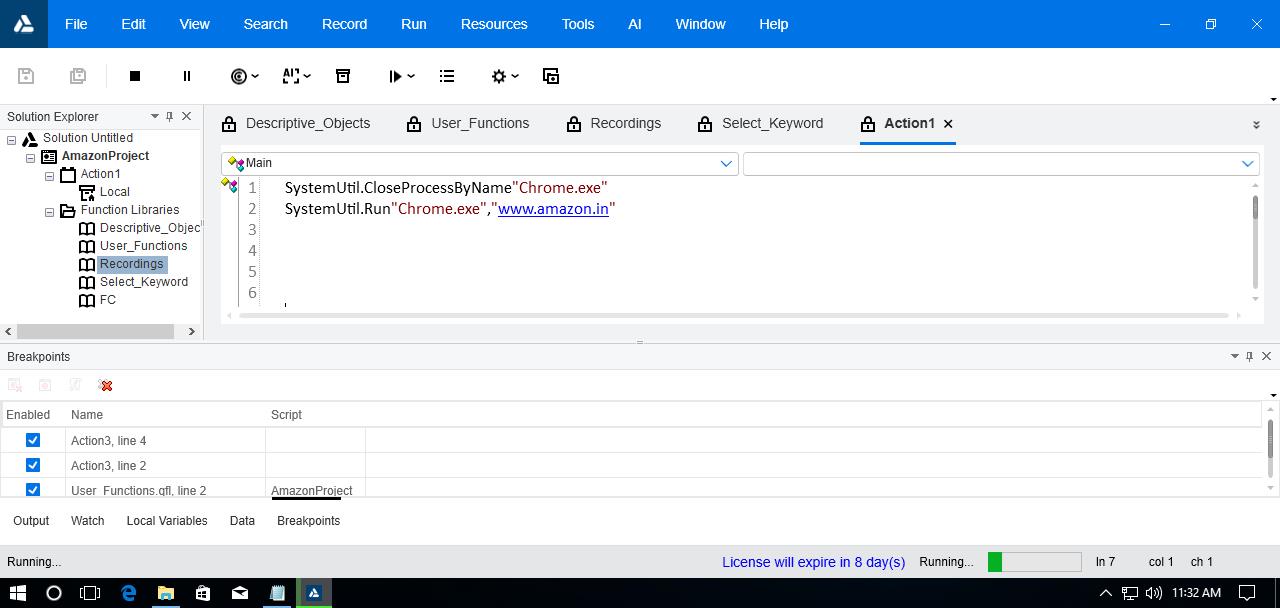 File Edit View Search Record Run Resources Tools AI Window Help
Solution Explorer
Solution Untitled
AmazonProject
Action1
Local
Function Libraries
Descriptive_Objec
User_Functions
Recordings
Select_Keyword
FC
Descriptive_Objects User_Functions Recordings Select_Keyword Action1
Main
1 SystemUtil.CloseProcessByName"Chrome.exe"
2 SystemUtil.Run"Chrome.exe","www.amazon.in"
3
4
5
6
Breakpoints
Enabled Name Script
Action3, line 4
Action3, line 2
User_Functions.qfl, line 2 AmazonProject
Output Watch Local Variables Data Breakpoints
Running... License will expire in 8 day(s) Running... ln 7 col 1 ch 1
11:32 AM